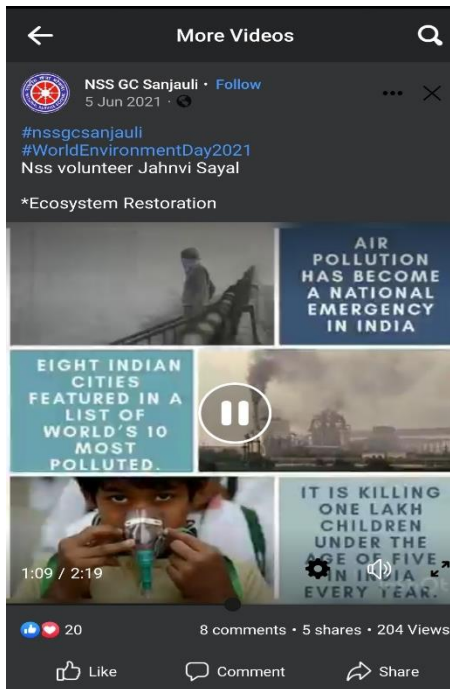 More Videos
NSS GC Sanjauli · Follow
5 Jun 2021 ·
#nssgcsanjauli
#WorldEnvironmentDay2021
Nss volunteer Jahnvi Sayal
*Ecosystem Restoration
AIR
POLLUTION
HAS BECOME
A NATIONAL
EMERGENCY
IN INDIA
EIGHT INDIAN
CITIES
FEATURED IN A
LIST OF
WORLD'S 10
MOST
POLLUTED.
IT IS KILLING
ONE LAKH
CHILDREN
UNDER THE
AGE OF FIVE
IN INDIA
EVERY YEAR.
1:09 / 2:19
20
8 comments · 5 shares · 204 Views
Like
Comment
Share